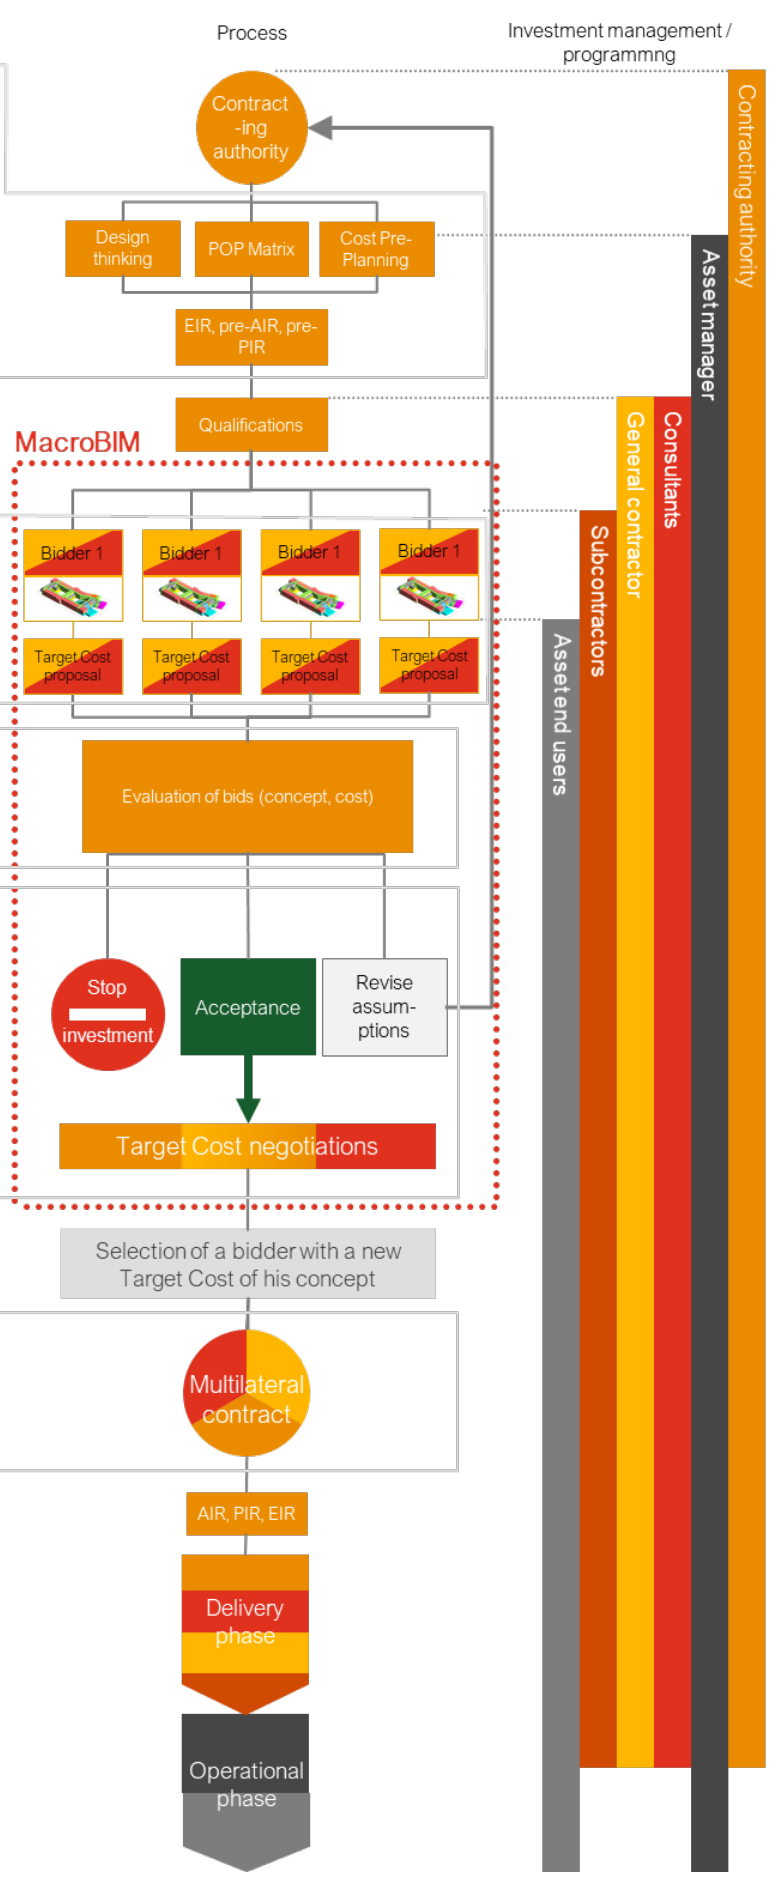 Process
Investment management /
programmng
Contract
-ing
authority
Contracting authority
Design
thinking
POP Matrix
Cost Pre-
Planning
Asset manager
EIR, pre-AIR, pre-
PIR
Qualifications
General contractor
Consultants
MacroBIM
Subcontractors
Bidder 1
Bidder 1
Bidder 1
Bidder 1
Asset end users
Target Cost
proposal
Target Cost
proposal
Target Cost
proposal
Target Cost
proposal
Evaluation of bids (concept, cost)
Stop
investment
Acceptance
Revise
assum-
ptions
Target Cost negotiations
Selection of a bidder with a new
Target Cost of his concept
Multilateral
contract
AIR, PIR, EIR
Delivery
phase
Operational
phase